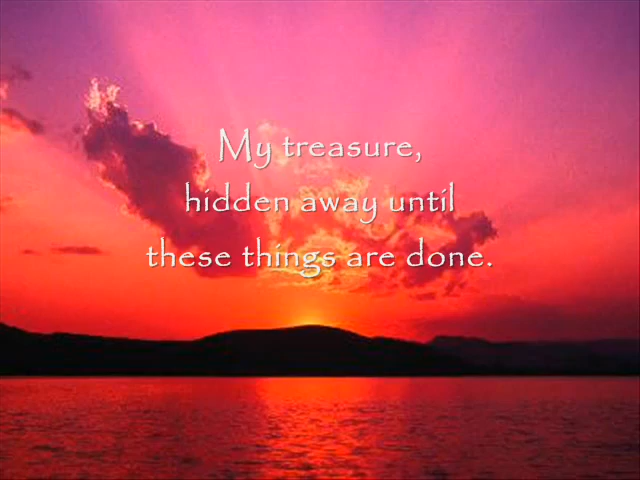 My treasure,
hidden away until
these things are done.